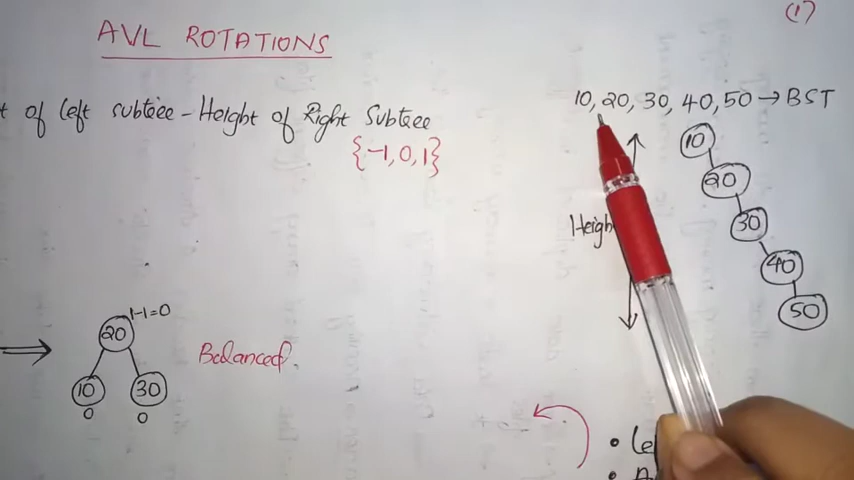 (1)
AVL ROTATIONS
of left subtree - Height of Right Subtree
{-1, 0, 1}
10, 20, 30, 40, 50 → BST
10
20
30
40
50
1-1=0
20
10
30
0
0
Balanced.